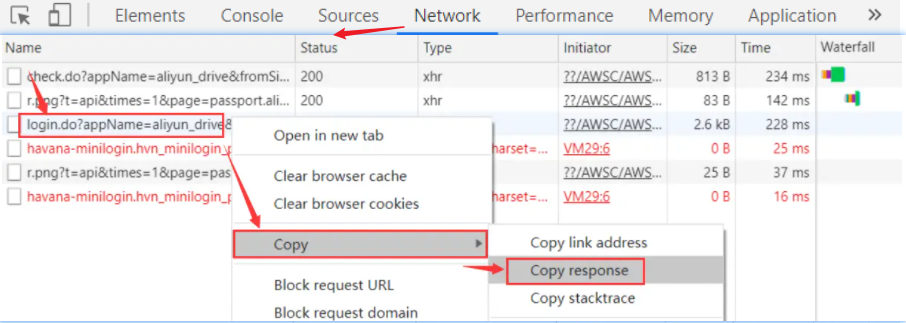 Elements Console Sources Network Performance Memory Application »
Name Status Type Initiator Size Time Waterfall
check.do?appName=aliyun_drive&fromSi... 200 xhr ??/AWSC/AWS... 813 B 234 ms
r.png?t=api&times=1&page=passport.ali... 200 xhr ??/AWSC/AWS... 83 B 142 ms
login.do?appName=aliyun_drive& ??/AWSC/AWS... 2.6 kB 228 ms
Open in new tab
havana-minilogin.hvn_minilogin_ harset=... VM29:6 0 B 25 ms
r.png?t=api&times=1&page=pas ??/AWSC/AWS... 25 B 37 ms
Clear browser cache
havana-minilogin.hvn_minilogin_ harset=... VM29:6 0 B 16 ms
Clear browser cookies
Copy
Copy link address
Copy response
Block request URL
Copy stacktrace
Block request domain